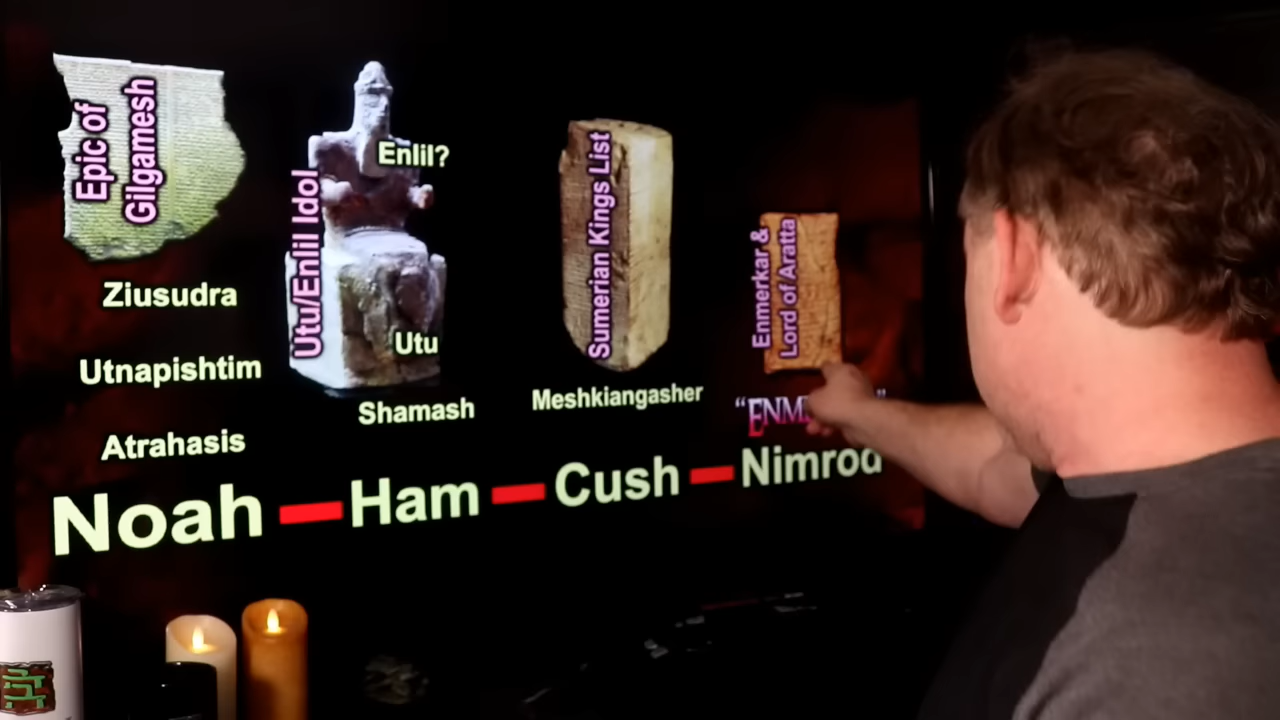 Epic of
Gilgamesh
Ziusudra
Utnapishtim
Atrahasis
Utu/Enlil Idol
Enlil?
Utu
Shamash
Sumerian Kings List
Meshkiangasher
Enmerkar &
Lord of Aratta
Noah – Ham – Cush – Nimrod